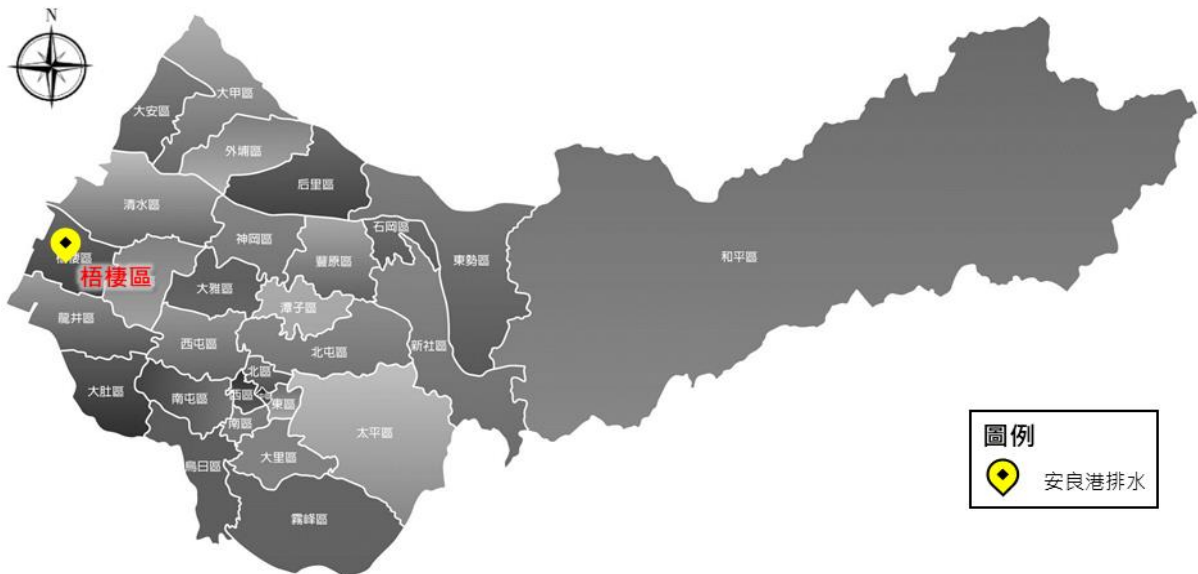 N
大甲區
大安區
外埔區
后里區
清水區
石岡區
神岡區
豐原區
東勢區
和平區
梧棲區
梧棲區
大雅區
潭子區
龍井區
西屯區
北屯區
新社區
北區
大肚區
南屯區
西區
東區
南區
太平區
大里區
烏日區
霧峰區
圖例
安良港排水